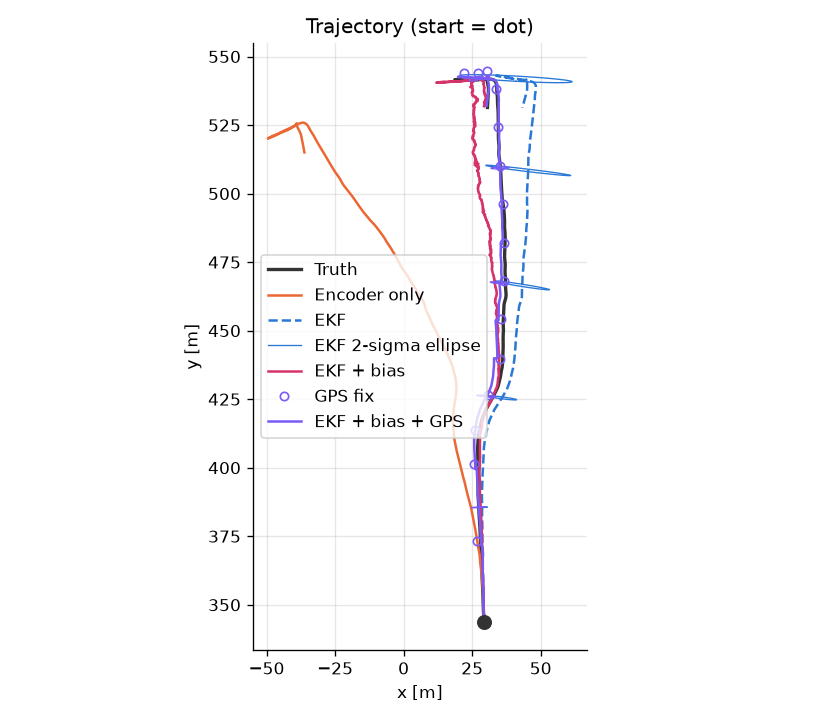 Trajectory (start = dot)
550
525
500
475
450
425
400
375
350
y [m]
Truth
Encoder only
EKF
EKF 2-sigma ellipse
EKF + bias
GPS fix
EKF + bias + GPS
−50
−25
0
25
50
x [m]